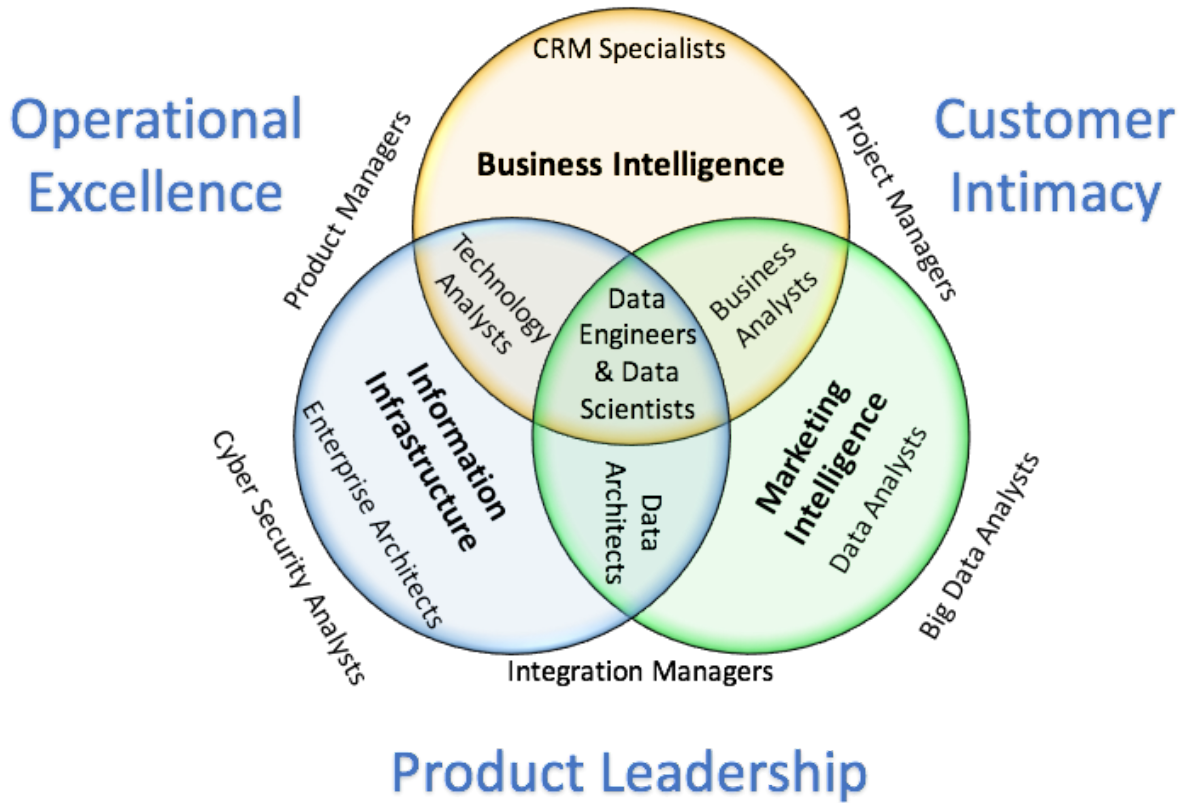 CRM Specialists
Operational
Excellence
Customer
Intimacy
Product Managers
Project Managers
Business Intelligence
Technology
Analysts
Business
Analysts
Data
Engineers
& Data
Scientists
Information
Infrastructure
Enterprise Architects
Marketing
Intelligence
Data Analysts
Data
Architects
Cyber Security Analysts
Big Data Analysts
Integration Managers
Product Leadership